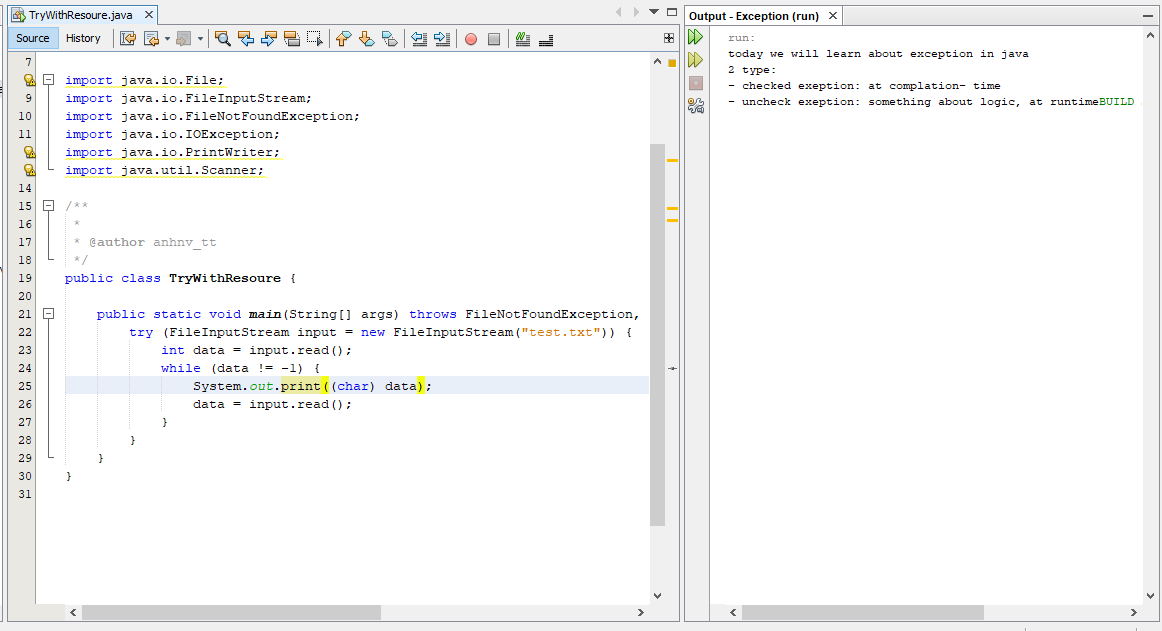 TryWithResoure.java
Source History
7
import java.io.File;
9 import java.io.FileInputStream;
10 import java.io.FileNotFoundException;
11 import java.io.IOException;
import java.io.PrintWriter;
import java.util.Scanner;
14
15 /**
16 *
17 * @author anhnv_tt
18 */
19 public class TryWithResoure {
20
21 public static void main(String[] args) throws FileNotFoundException,
22 try (FileInputStream input = new FileInputStream("test.txt")) {
23 int data = input.read();
24 while (data != -1) {
25 System.out.print((char) data);
26 data = input.read();
27 }
28 }
29 }
30 }
31
Output - Exception (run)
run:
today we will learn about exception in java
2 type:
- checked exeption: at complation- time
- uncheck exeption: something about logic, at runtimeBUILD